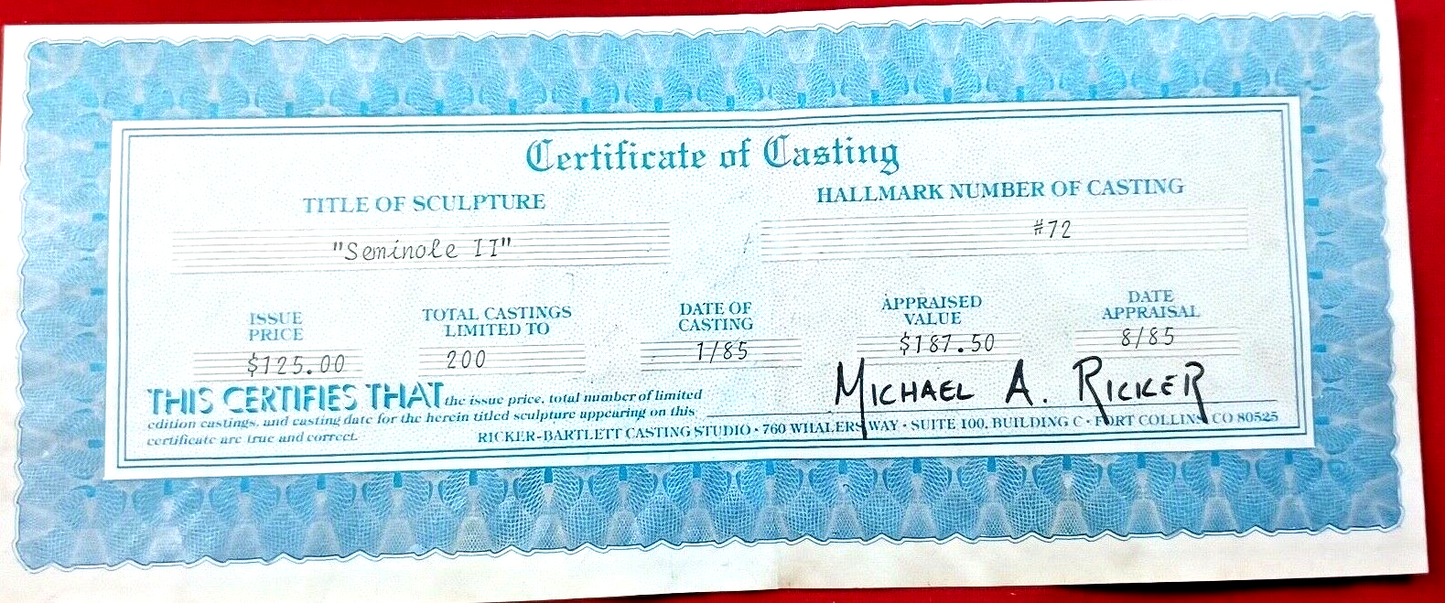 Certificate of Casting
TITLE OF SCULPTURE
HALLMARK NUMBER OF CASTING
"Seminole II"
#72
ISSUE
PRICE
$125.00
TOTAL CASTINGS
LIMITED TO
200
DATE OF
CASTING
1/85
APPRAISED
VALUE
$187.50
DATE
APPRAISAL
8/85
THIS CERTIFIES THAT the issue price, total number of limited
edition castings, and casting date for the herein titled sculpture appearing on this
certificate are true and correct.
MICHAEL A. RICKER
RICKER-BARTLETT CASTING STUDIO · 760 WHALERS WAY · SUITE 100, BUILDING C · FORT COLLINS CO 80525